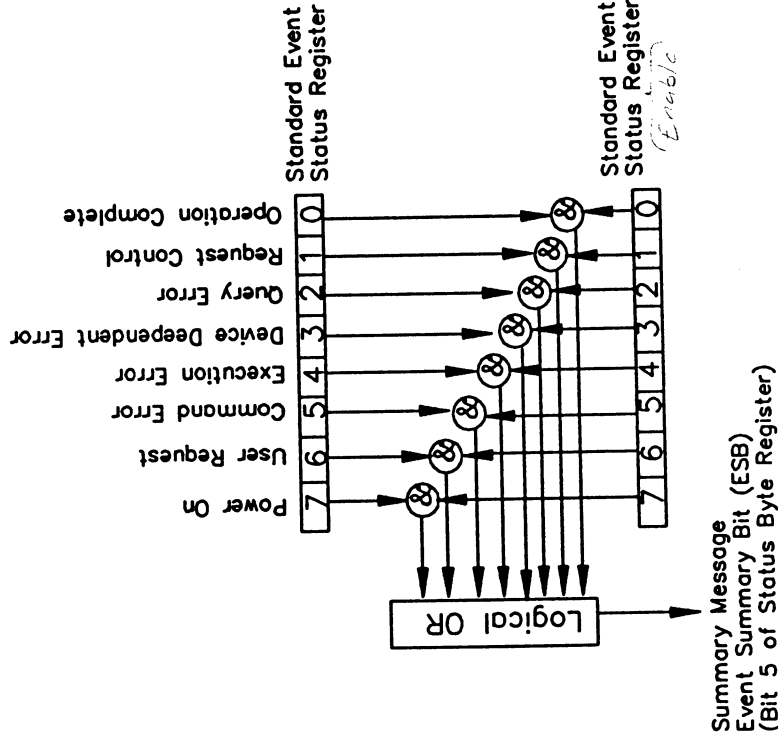 Standard Event
Status Register
Operation Complete
Request Control
Query Error
Device Deependent Error
Execution Error
Command Error
User Request
Power On
0
1
2
3
4
5
6
7
&
&
&
&
&
&
&
&
Logical OR
Standard Event
Status Register
Enable
0
1
2
3
4
5
6
7
Summary Message
Event Summary Bit (ESB)
(Bit 5 of Status Byte Register)